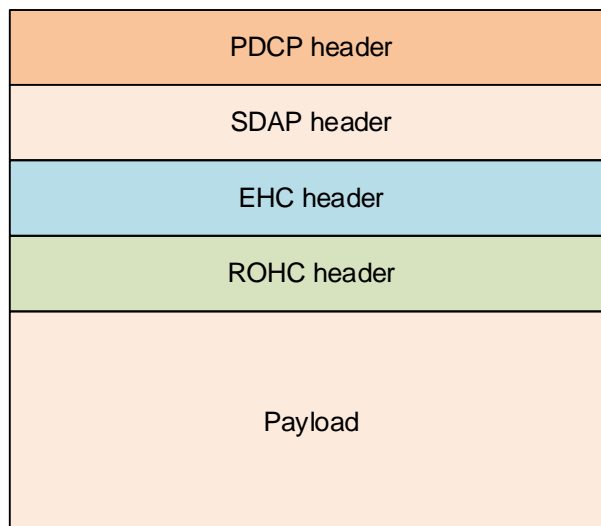 PDCP header
SDAP header
EHC header
ROHC header
Payload